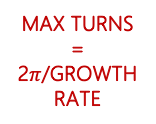 MAX TURNS
=
2π/GROWTH
RATE